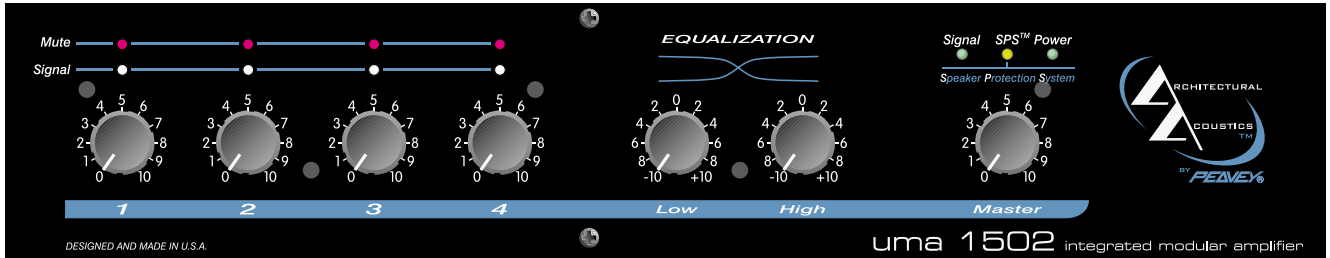 Mute
Signal
EQUALIZATION
Signal SPS™ Power
Speaker Protection System
ARCHITECTURAL
ACOUSTICS
TM
BY PEAVEY®
0 1 2 3 4 5 6 7 8 9 10
0 1 2 3 4 5 6 7 8 9 10
0 1 2 3 4 5 6 7 8 9 10
0 1 2 3 4 5 6 7 8 9 10
-10 8 6 4 2 0 2 4 6 8 +10
-10 8 6 4 2 0 2 4 6 8 +10
0 1 2 3 4 5 6 7 8 9 10
1 2 3 4 Low High Master
DESIGNED AND MADE IN U.S.A.
uma 1502 integrated modular amplifier